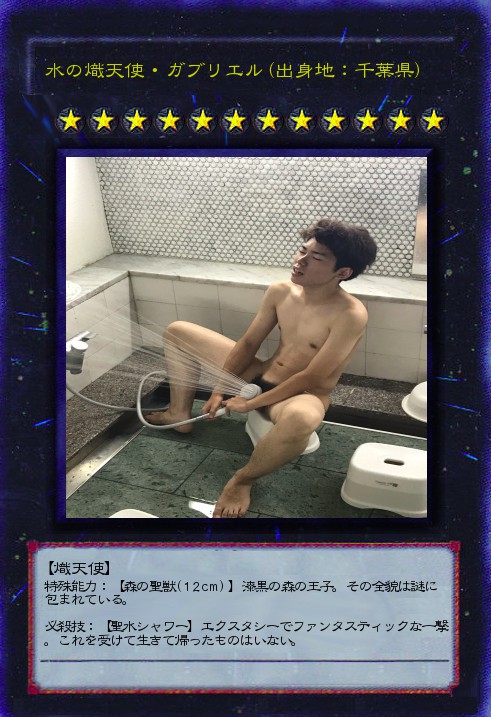 水の熾天使・ガブリエル(出身地：千葉県)
【熾天使】
特殊能力：【森の聖獣(12cm)】漆黒の森の王子。その全貌は謎に
包まれている。
必殺技：【聖水シャワー】エクスタシーでファンタスティックな一撃
。これを受けて生きて帰ったものはいない。